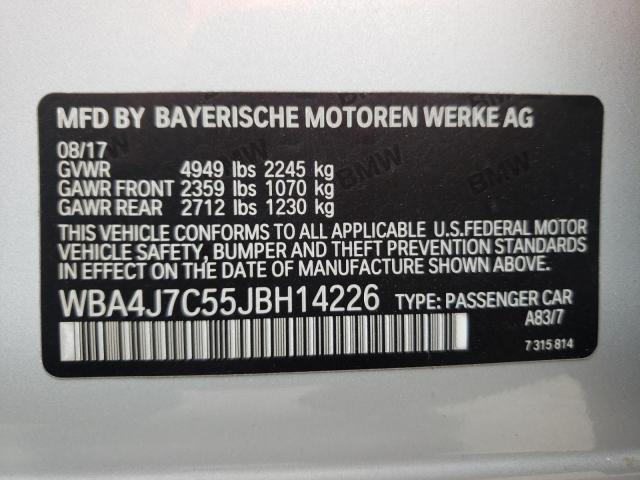 MFD BY BAYERISCHE MOTOREN WERKE AG
08/17
GVWR 4949 lbs 2245 kg
GAWR FRONT 2359 lbs 1070 kg
GAWR REAR 2712 lbs 1230 kg
THIS VEHICLE CONFORMS TO ALL APPLICABLE U.S.FEDERAL MOTOR
VEHICLE SAFETY, BUMPER AND THEFT PREVENTION STANDARDS
IN EFFECT ON THE DATE OF MANUFACTURE SHOWN ABOVE.
WBA4J7C55JBH14226 TYPE: PASSENGER CAR
A83/7
7 315 814
BMW
BMW